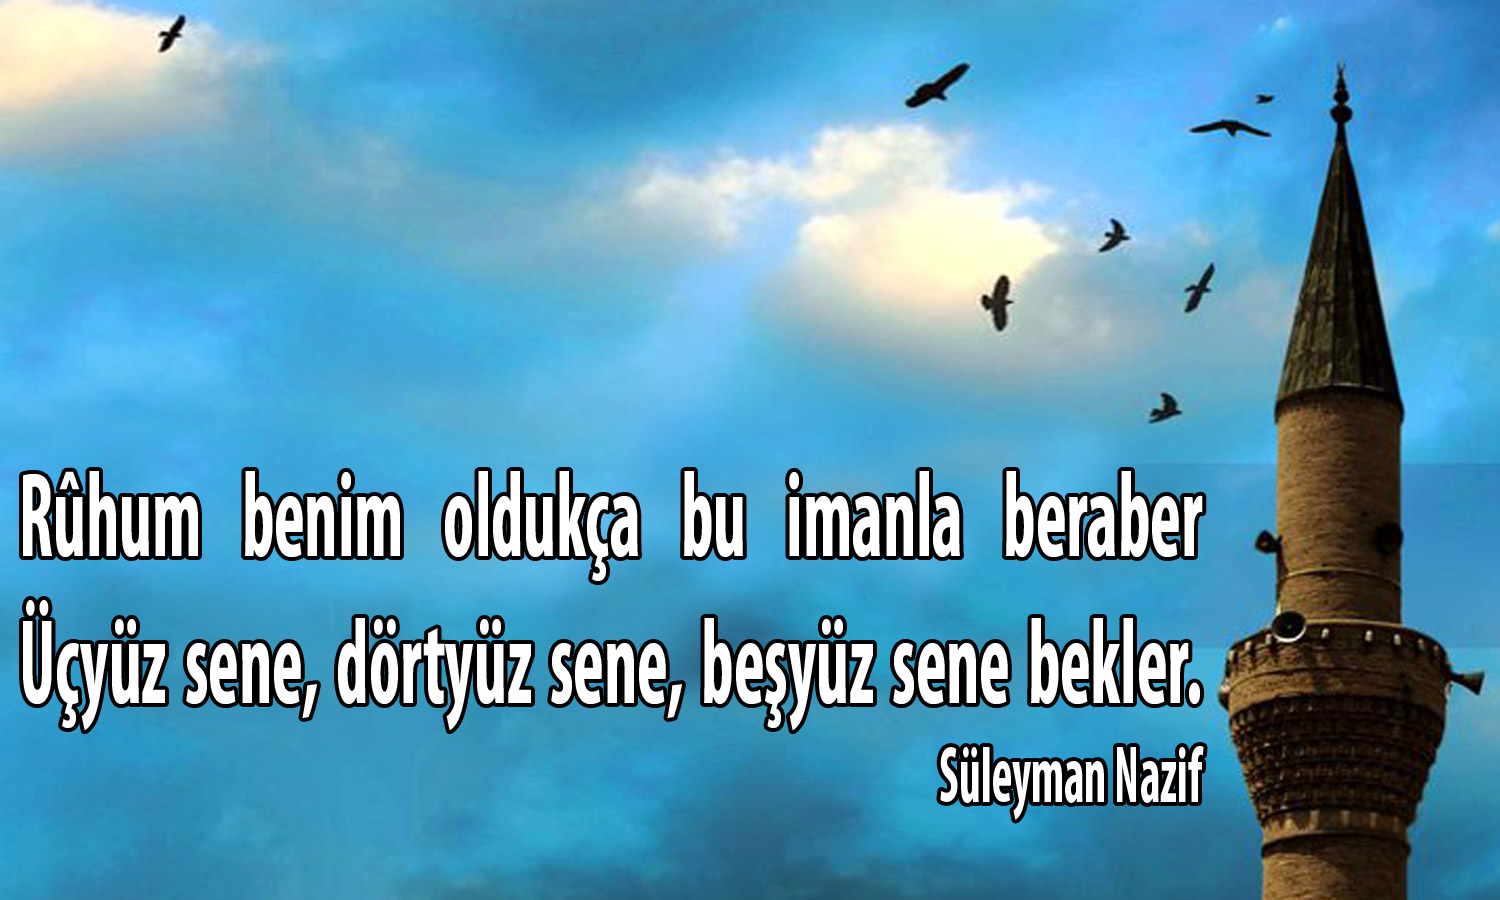 Rûhum benim oldukça bu imanla beraber
Üçyüz sene, dörtyüz sene, beşyüz sene bekler.
Süleyman Nazif